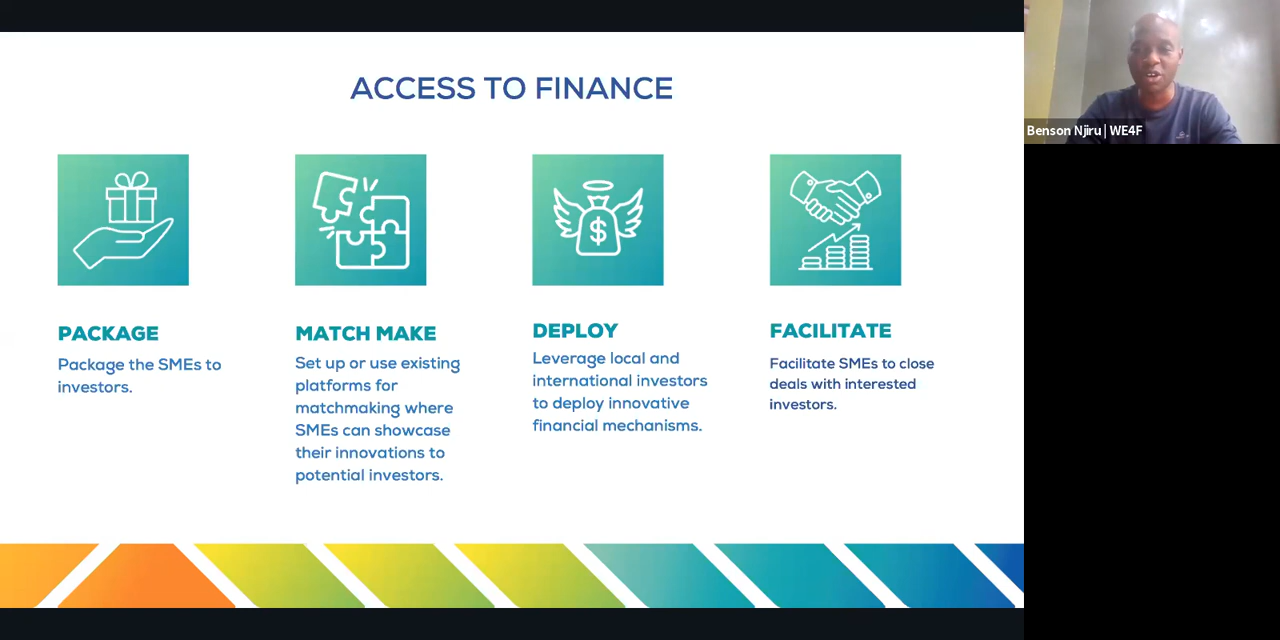 ACCESS TO FINANCE
PACKAGE
Package the SMEs to
investors.
MATCH MAKE
Set up or use existing
platforms for
matchmaking where
SMEs can showcase
their innovations to
potential investors.
$
DEPLOY
Leverage local and
international investors
to deploy innovative
financial mechanisms.
FACILITATE
Facilitate SMEs to close
deals with interested
investors.
Benson Njiru | WE4F